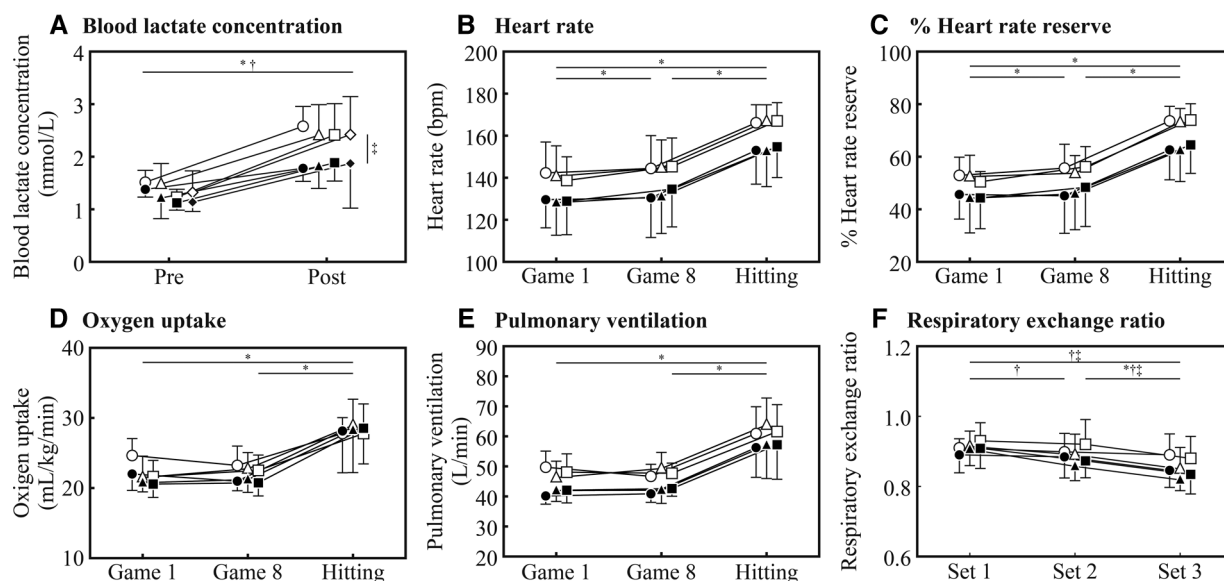 A Blood lactate concentration
Blood lactate concentration
(mmol/L)
4
3
2
1
0
* †
‡
Pre
Post
B Heart rate
Heart rate (bpm)
200
180
160
140
120
100
*
*
*
Game 1
Game 8
Hitting
C % Heart rate reserve
% Heart rate reserve
100
80
60
40
20
*
*
*
Game 1
Game 8
Hitting
D Oxygen uptake
Oxigen uptake
(mL/kg/min)
40
30
20
10
*
*
Game 1
Game 8
Hitting
E Pulmonary ventilation
Pulmonary ventilation
(L/min)
90
80
70
60
50
40
30
20
*
*
Game 1
Game 8
Hitting
F Respiratory exchange ratio
Respiratory exchange ratio
1.2
1.0
0.8
0.6
†‡
†
*†‡
Set 1
Set 2
Set 3